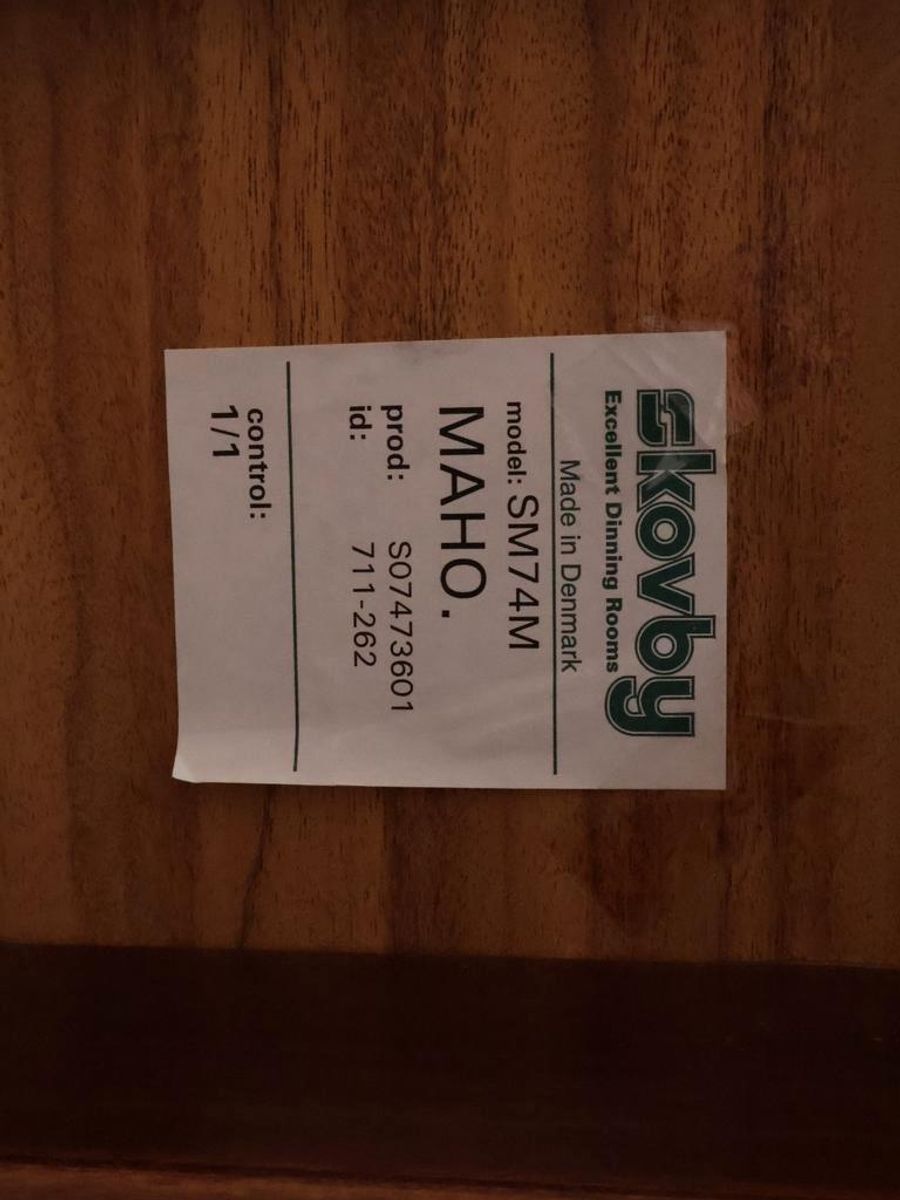 Skovby
Excellent Dinning Rooms
Made in Denmark
model: SM74M
MAHO.
prod: S07473601
id: 711-262
control:
1/1